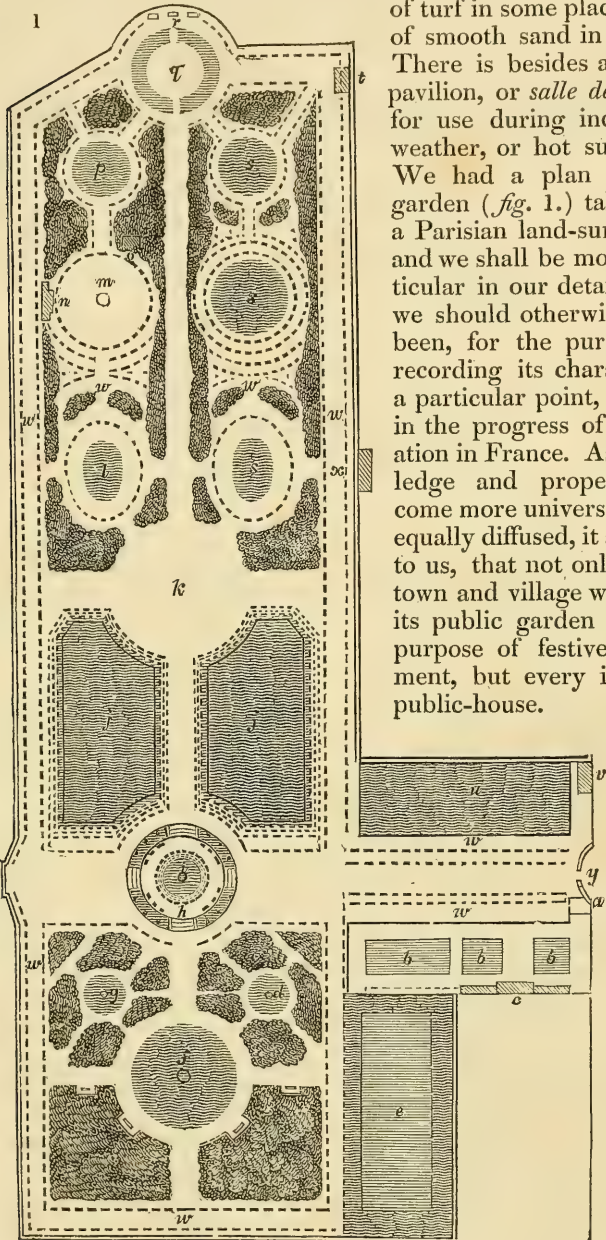 1
of turf in some plac
of smooth sand in
There is besides a
pavilion, or salle de
for use during inc
weather, or hot su
We had a plan
garden (fig. 1.) ta
a Parisian land-sur
and we shall be mo
ticular in our detai
we should otherwi
been, for the pur
recording its chara
a particular point,
in the progress of
ation in France. A
ledge and prope
come more univers
equally diffused, it
to us, that not onl
town and village w
its public garden
purpose of festive
ment, but every i
public-house.
r
t
p
s
m
n
s
w
w
w
w
x
s
k
u
v
w
y
a
w
h
w
b
b
b
c
d
f
e
w